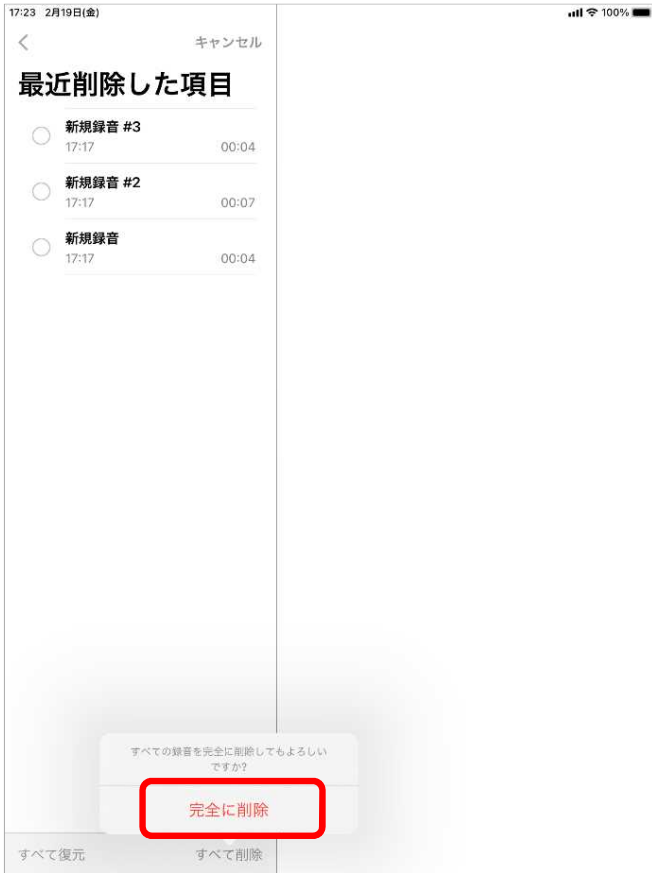 17:23 2月19日(金) 100%
キャンセル
最近削除した項目
新規録音 #3
17:17 00:04
新規録音 #2
17:17 00:07
新規録音
17:17 00:04
すべての録音を完全に削除してもよろしい
ですか?
完全に削除
すべて復元 すべて削除